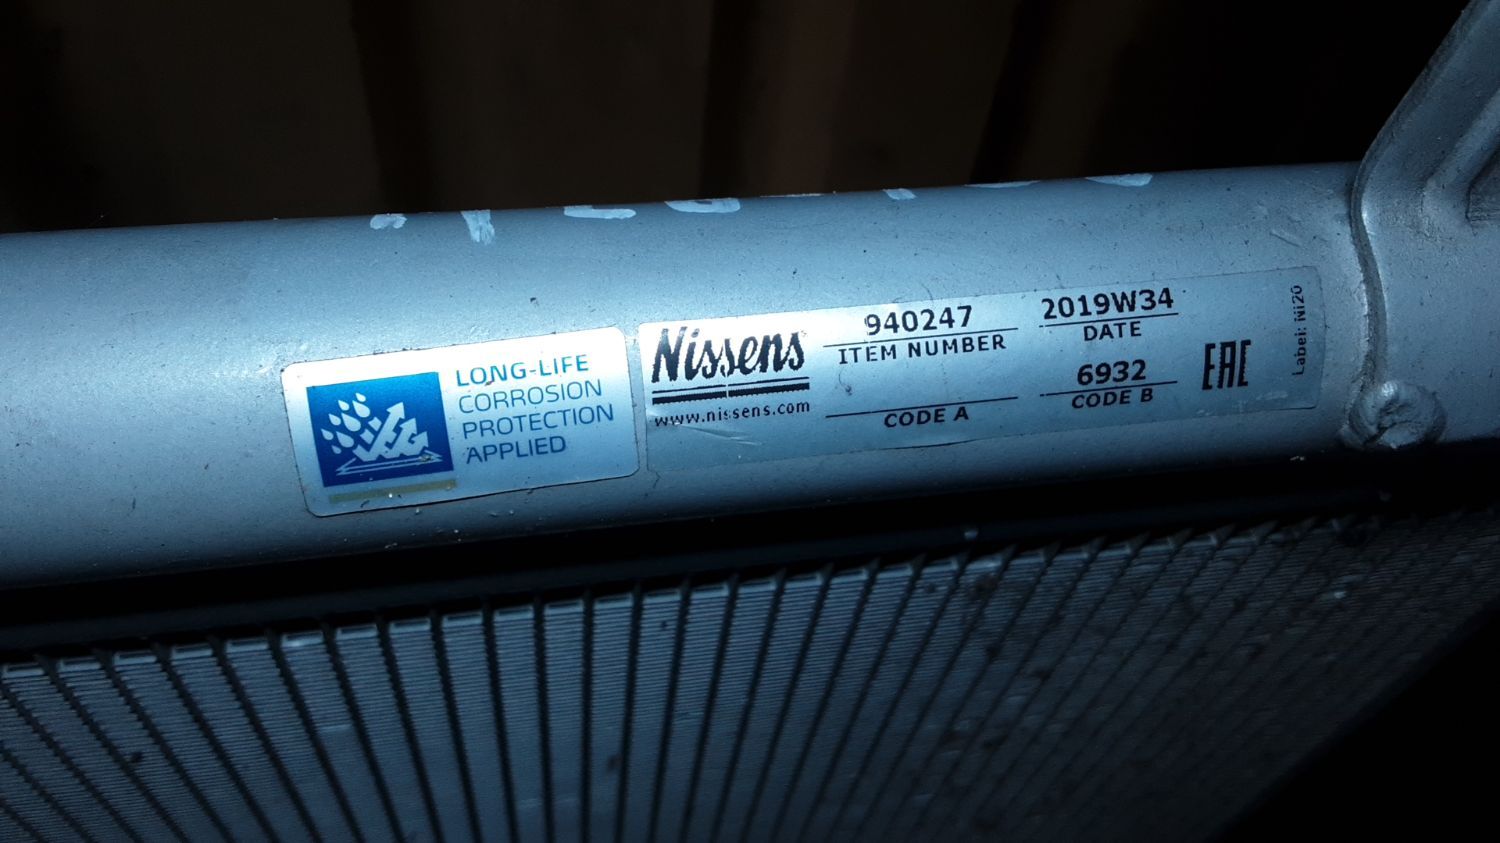 LONG-LIFE
CORROSION
PROTECTION
APPLIED
Nissens
www.nissens.com
940247
ITEM NUMBER
CODE A
2019W34
DATE
6932
CODE B
EAC
Label: Ni20